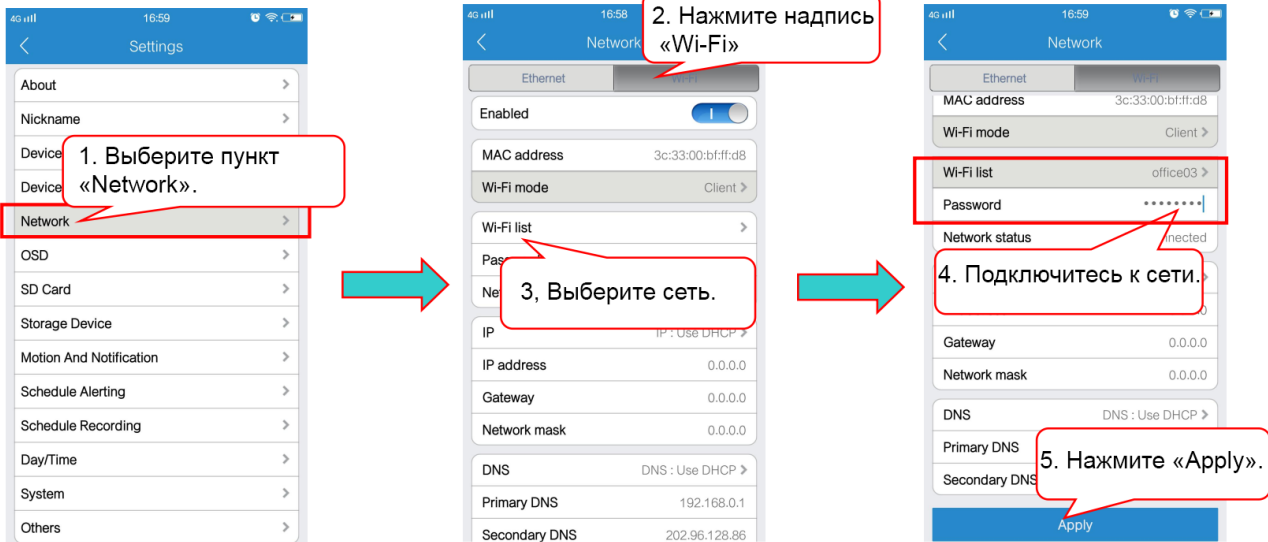 4G
16:59
Settings
About
Nickname
Device
Device
1. Выберите пункт
«Network».
Network
OSD
SD Card
Storage Device
Motion And Notification
Schedule Alerting
Schedule Recording
Day/Time
System
Others
4G
16:58
Network
2. Нажмите надпись
«Wi-Fi»
Ethernet
WI-FI
Enabled
MAC address 3c:33:00:bf:ff:d8
Wi-Fi mode Client
Wi-Fi list
3, Выберите сеть.
IP IP : Use DHCP
IP address 0.0.0.0
Gateway 0.0.0.0
Network mask 0.0.0.0
DNS DNS : Use DHCP
Primary DNS 192.168.0.1
Secondary DNS 202.96.128.86
4G
16:59
Network
Ethernet
WI-FI
MAC address 3c:33:00:bf:ff:d8
Wi-Fi mode Client
Wi-Fi list office03
Password ••••••••
Network status nnected
4. Подключитесь к сети.
Gateway 0.0.0.0
Network mask 0.0.0.0
DNS DNS : Use DHCP
Primary DNS
Secondary DNS
5. Нажмите «Apply».
Apply